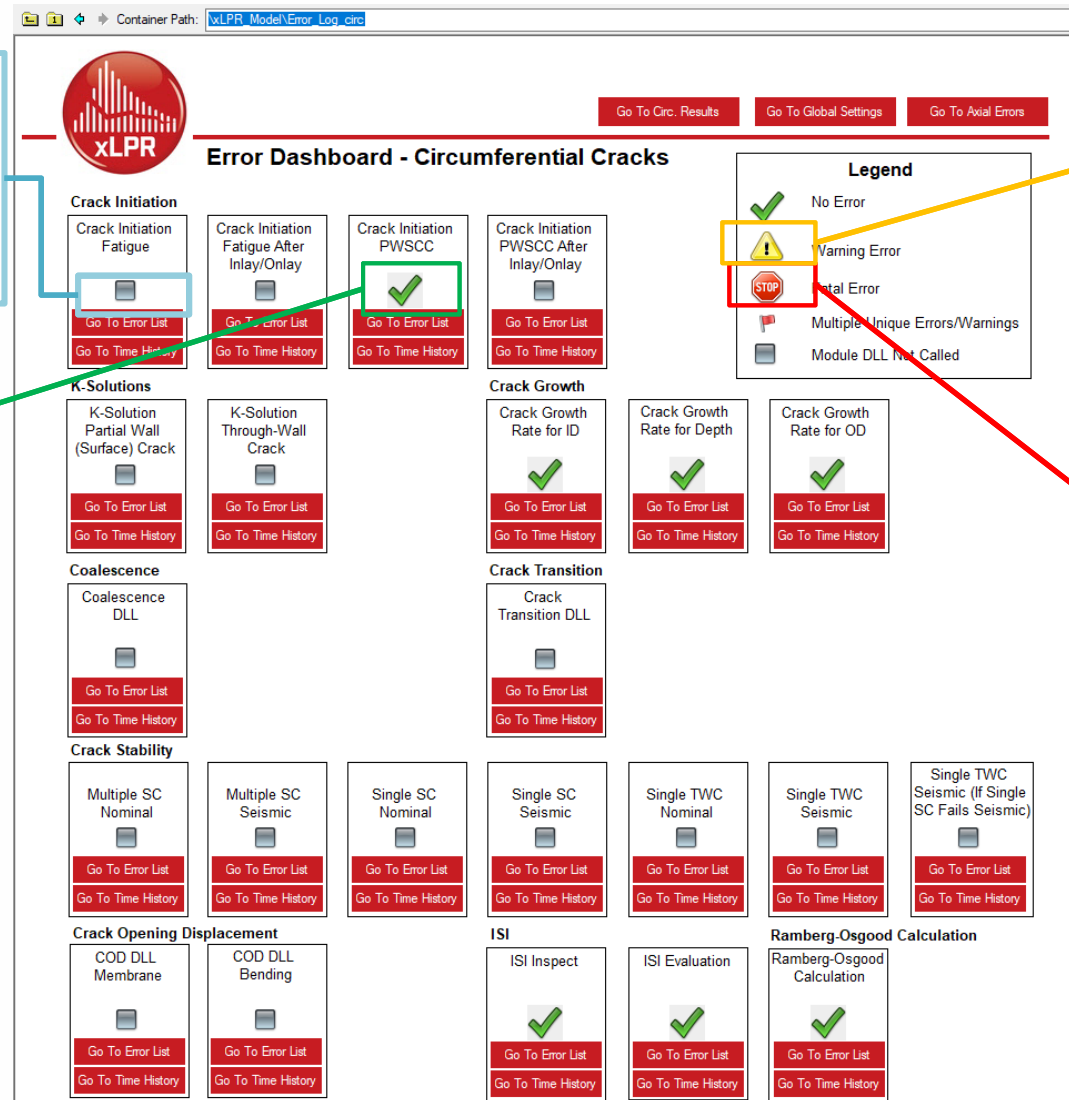 Container Path: \xLPR_Model\Error_Log_circ
xLPR
Go To Circ. Results
Go To Global Settings
Go To Axial Errors
Error Dashboard - Circumferential Cracks
Legend
No Error
Warning Error
STOP
Fatal Error
Multiple Unique Errors/Warnings
Module DLL Not Called
Crack Initiation
Crack Initiation
Fatigue
Go To Error List
Go To Time History
Crack Initiation
Fatigue After
Inlay/Onlay
Go To Error List
Go To Time History
Crack Initiation
PWSCC
Go To Error List
Go To Time History
Crack Initiation
PWSCC After
Inlay/Onlay
Go To Error List
Go To Time History
K-Solutions
K-Solution
Partial Wall
(Surface) Crack
Go To Error List
Go To Time History
K-Solution
Through-Wall
Crack
Go To Error List
Go To Time History
Crack Growth
Crack Growth
Rate for ID
Go To Error List
Go To Time History
Crack Growth
Rate for Depth
Go To Error List
Go To Time History
Crack Growth
Rate for OD
Go To Error List
Go To Time History
Coalescence
Coalescence
DLL
Go To Error List
Go To Time History
Crack Transition
Crack
Transition DLL
Go To Error List
Go To Time History
Crack Stability
Multiple SC
Nominal
Go To Error List
Go To Time History
Multiple SC
Seismic
Go To Error List
Go To Time History
Single SC
Nominal
Go To Error List
Go To Time History
Single SC
Seismic
Go To Error List
Go To Time History
Single TWC
Nominal
Go To Error List
Go To Time History
Single TWC
Seismic
Go To Error List
Go To Time History
Single TWC
Seismic (If Single
SC Fails Seismic)
Go To Error List
Go To Time History
Crack Opening Displacement
COD DLL
Membrane
Go To Error List
Go To Time History
COD DLL
Bending
Go To Error List
Go To Time History
ISI
ISI Inspect
Go To Error List
Go To Time History
ISI Evaluation
Go To Error List
Go To Time History
Ramberg-Osgood Calculation
Ramberg-Osgood
Calculation
Go To Error List
Go To Time History